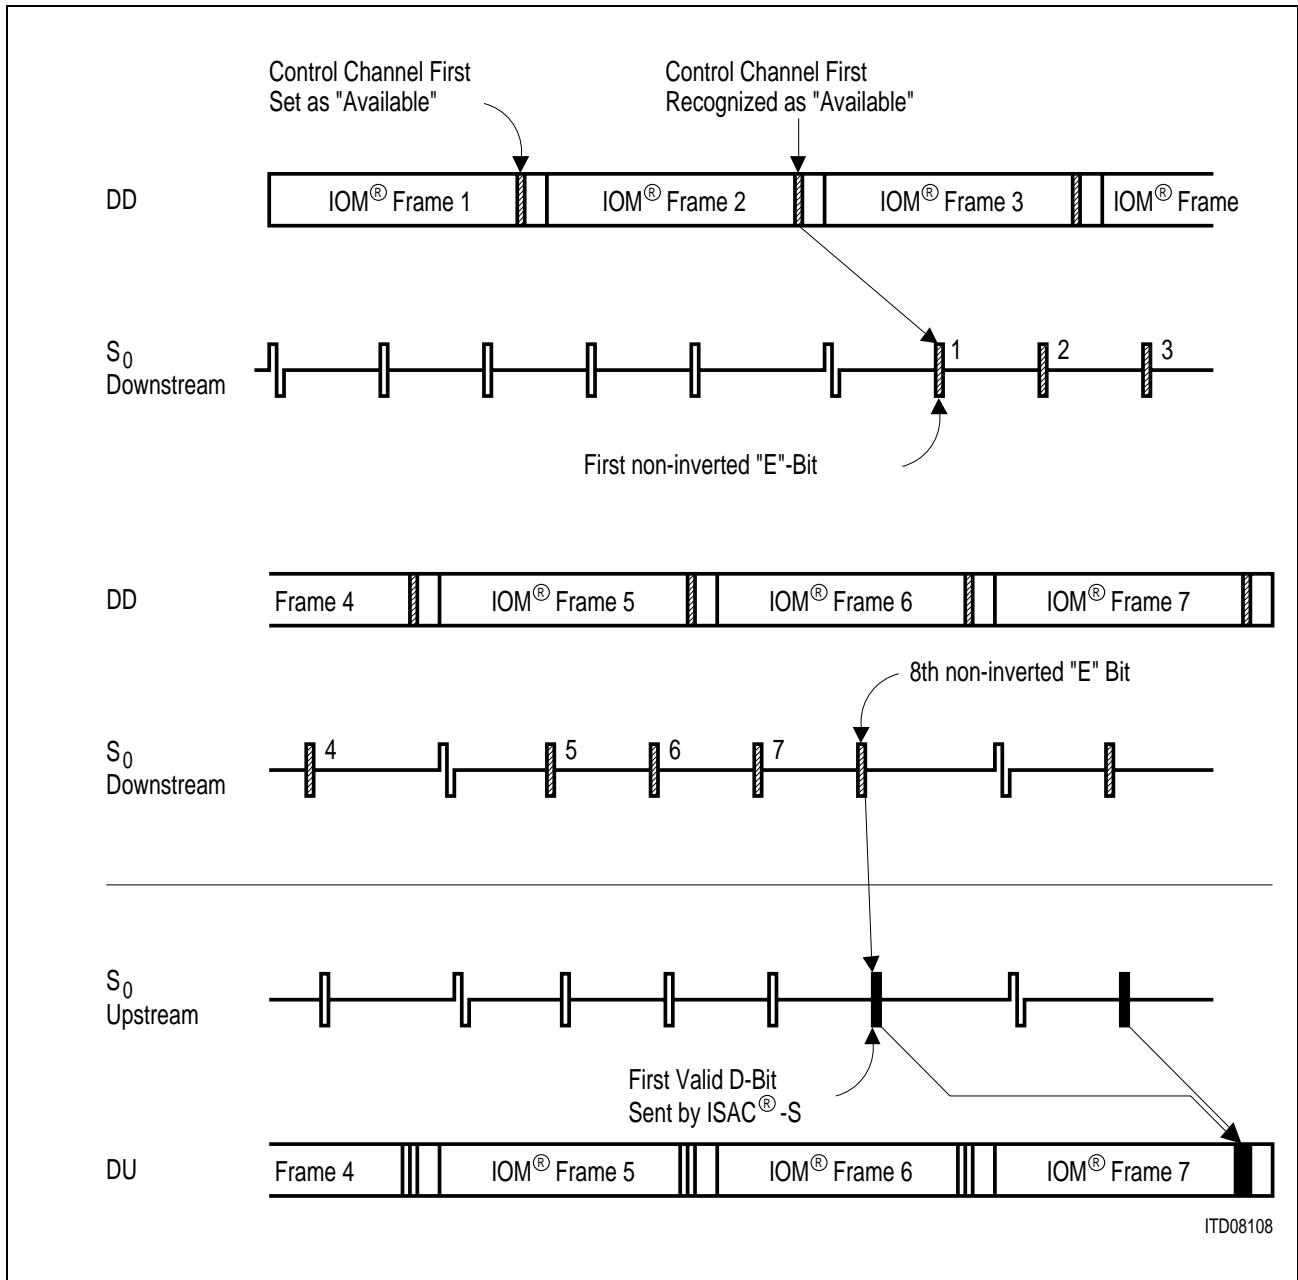 Control Channel First
Set as "Available"
Control Channel First
Recognized as "Available"
DD
IOM® Frame 1
IOM® Frame 2
IOM® Frame 3
IOM® Frame
S0
Downstream
1
2
3
First non-inverted "E"-Bit
DD
Frame 4
IOM® Frame 5
IOM® Frame 6
IOM® Frame 7
8th non-inverted "E" Bit
S0
Downstream
4
5
6
7
S0
Upstream
First Valid D-Bit
Sent by ISAC® -S
DU
Frame 4
IOM® Frame 5
IOM® Frame 6
IOM® Frame 7
ITD08108